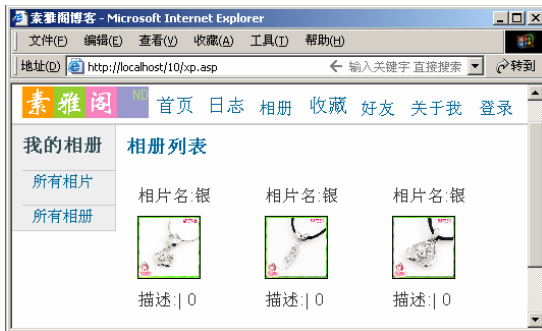 素雅阁博客 - Microsoft Internet Explorer
文件(F) 编辑(E) 查看(V) 收藏(A) 工具(T) 帮助(H)
地址(D) http://localhost/10/xp.asp 输入关键字 直接搜索 转到
素雅阁 ND 首页 日志 相册 收藏 好友 关于我 登录
我的相册 相册列表
所有相片
所有相册
相片名:银 相片名:银 相片名:银
描述:| 0 描述:| 0 描述:| 0